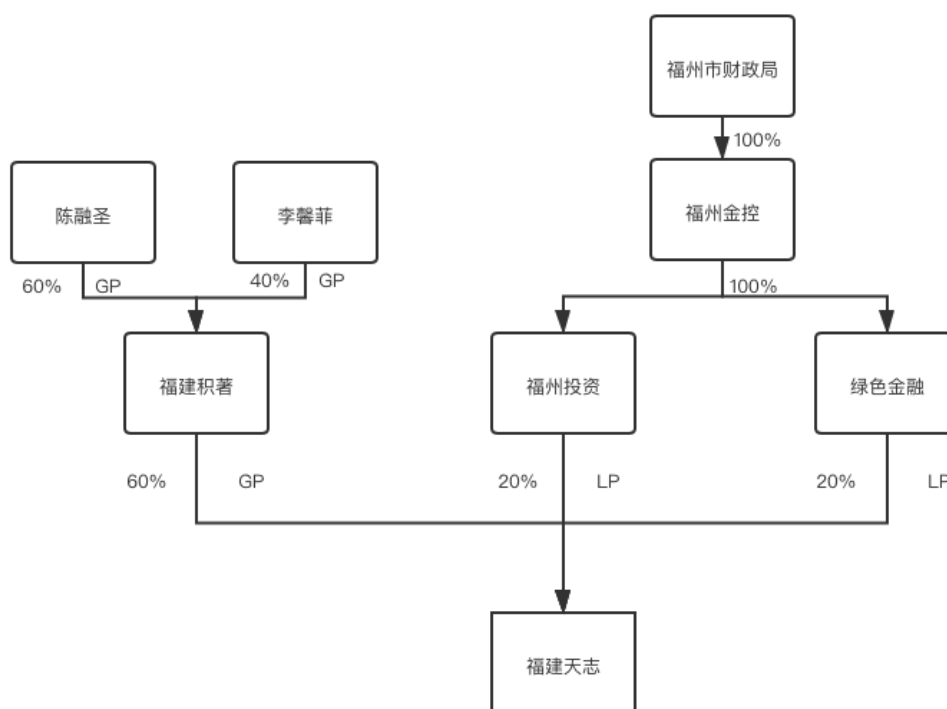 福州市财政局
100%
陈融圣
李馨菲
福州金控
60%
GP
40%
GP
100%
福建积著
福州投资
绿色金融
60%
GP
20%
LP
20%
LP
福建天志